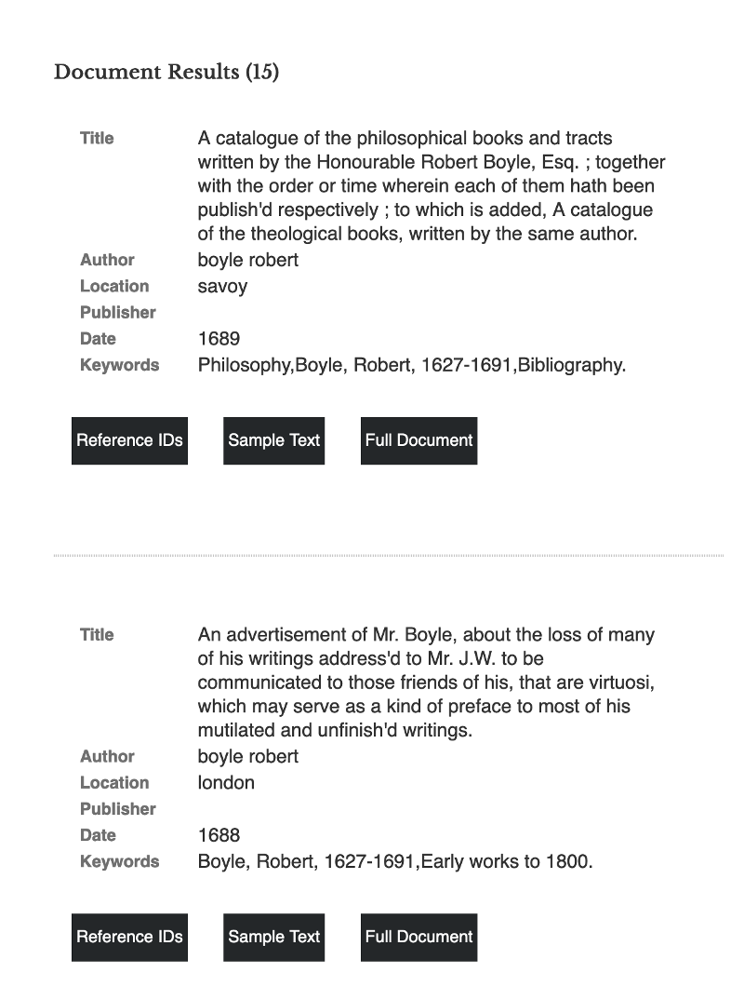 Document Results (15)
Title A catalogue of the philosophical books and tracts
written by the Honourable Robert Boyle, Esq. ; together
with the order or time wherein each of them hath been
publish'd respectively ; to which is added, A catalogue
of the theological books, written by the same author.
Author boyle robert
Location savoy
Publisher
Date 1689
Keywords Philosophy,Boyle, Robert, 1627-1691,Bibliography.
Reference IDs Sample Text Full Document
Title An advertisement of Mr. Boyle, about the loss of many
of his writings address'd to Mr. J.W. to be
communicated to those friends of his, that are virtuosi,
which may serve as a kind of preface to most of his
mutilated and unfinish'd writings.
Author boyle robert
Location london
Publisher
Date 1688
Keywords Boyle, Robert, 1627-1691,Early works to 1800.
Reference IDs Sample Text Full Document